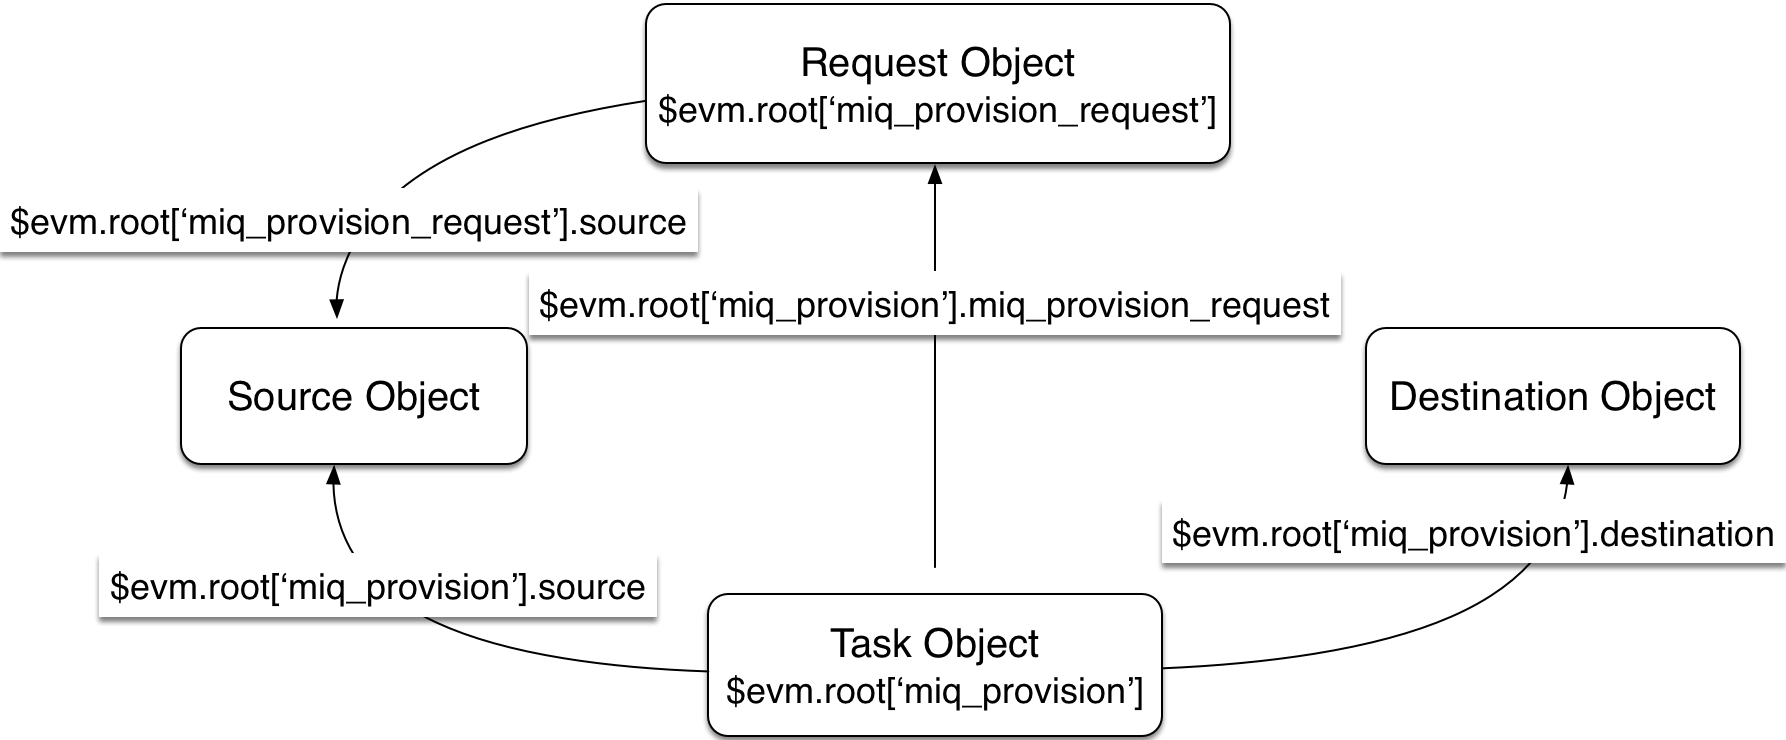 Request Object
$evm.root[‘miq_provision_request’]
$evm.root[‘miq_provision_request’].source
$evm.root[‘miq_provision’].miq_provision_request
Source Object
Destination Object
$evm.root[‘miq_provision’].destination
$evm.root[‘miq_provision’].source
Task Object
$evm.root[‘miq_provision’]